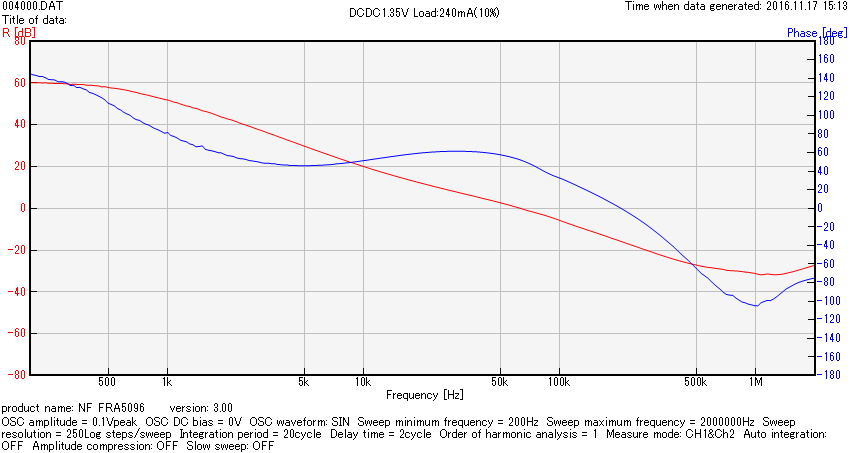 004000.DAT
Time when data generated: 2016.11.17 15:13
DCDC1.35V Load:240mA(10%)
Title of data:
R [dB]
Phase [deg]
80
60
40
20
0
-20
-40
-60
-80
180
160
140
120
100
80
60
40
20
0
-20
-40
-60
-80
-100
-120
-140
-160
-180
500 1k 5k 10k 50k 100k 500k 1M
Frequency [Hz]
product name: NF FRA5096 version: 3.00
OSC amplitude = 0.1Vpeak OSC DC bias = 0V OSC waveform: SIN Sweep minimum frequency = 200Hz Sweep maximum frequency = 2000000Hz Sweep
resolution = 250Log steps/sweep Integration period = 20cycle Delay time = 2cycle Order of harmonic analysis = 1 Measure mode: CH1&Ch2 Auto integration:
OFF Amplitude compression: OFF Slow sweep: OFF